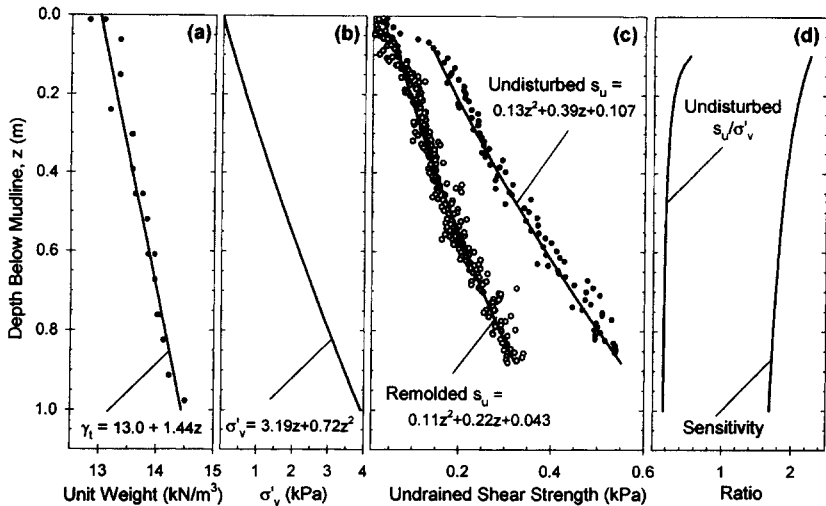 (a)
(b)
(c)
(d)
0.0
0.2
0.4
0.6
0.8
1.0
Depth Below Mudline, z (m)
γt = 13.0 + 1.44z
σ'v = 3.19z+0.72z²
Undisturbed su =
0.13z²+0.39z+0.107
Remolded su =
0.11z²+0.22z+0.043
Undisturbed
su/σ'v
Sensitivity
13 14 15
0 1 2 3 4
0.2 0.4 0.6
1 2
Unit Weight (kN/m³)
σ'v (kPa)
Undrained Shear Strength (kPa)
Ratio